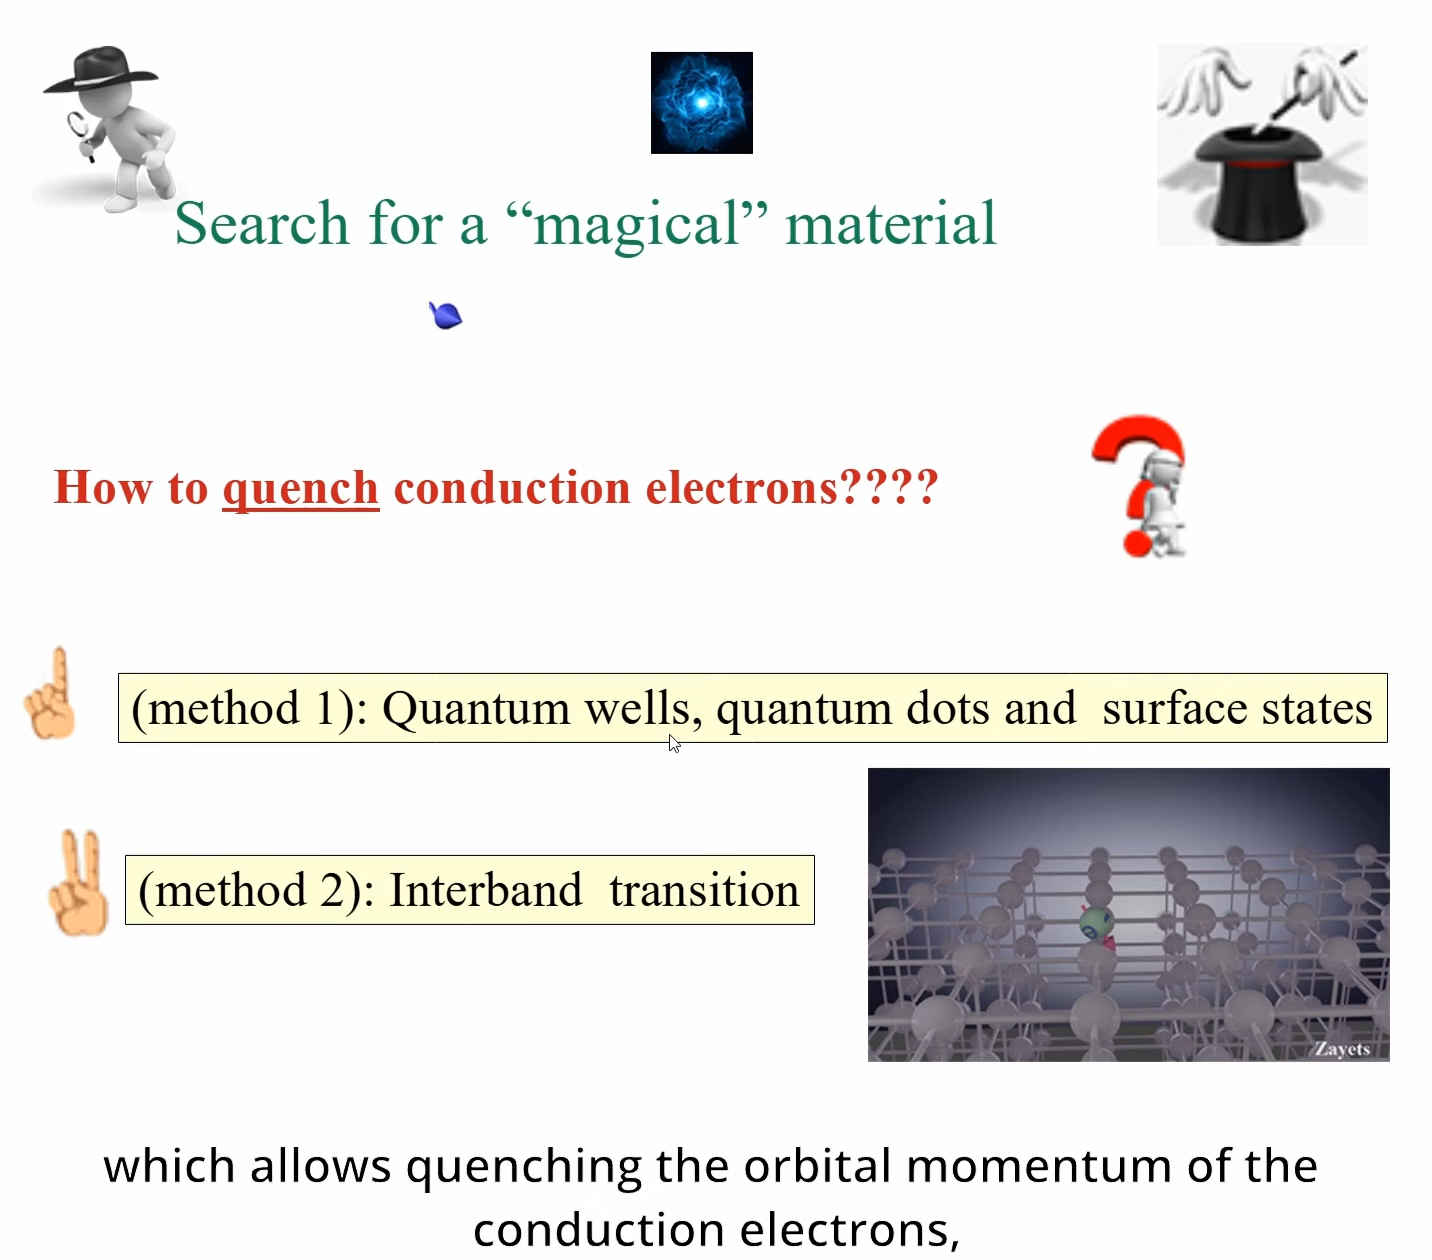 Search for a “magical” material
How to quench conduction electrons????
(method 1): Quantum wells, quantum dots and surface states
(method 2): Interband transition
Zayets
which allows quenching the orbital momentum of the
conduction electrons,